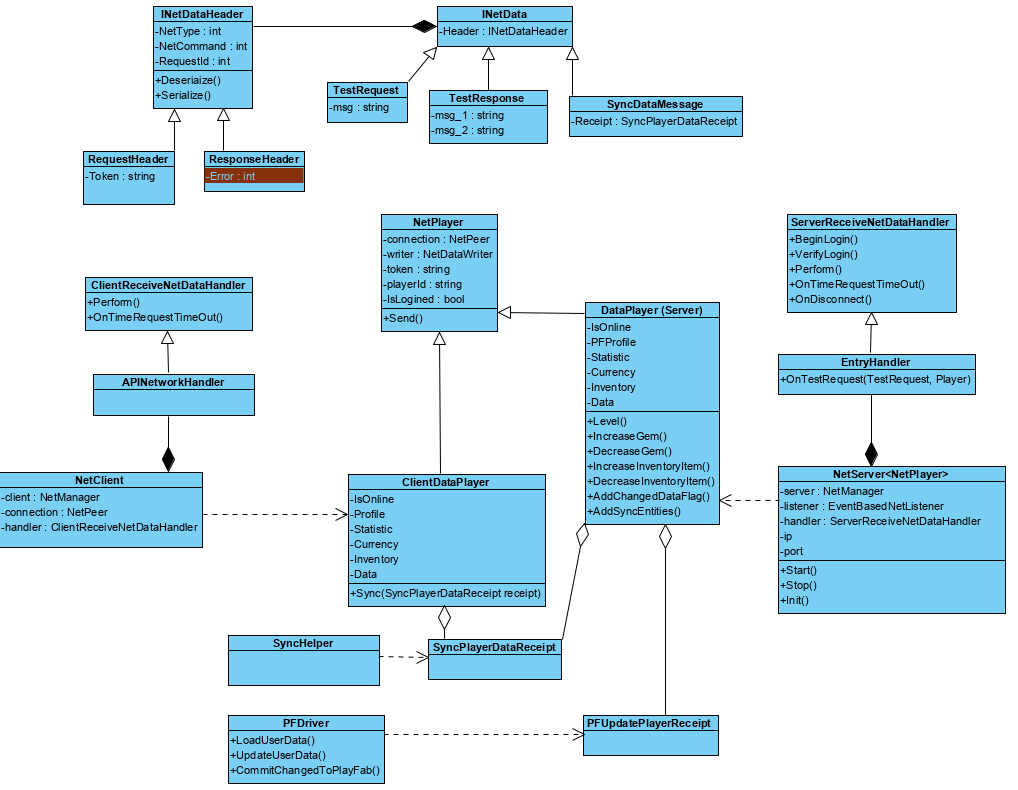 INetDataHeader
-NetType : int
-NetCommand : int
-RequestId : int
+Deseriaize()
+Serialize()
INetData
-Header : INetDataHeader
TestRequest
-msg : string
TestResponse
-msg_1 : string
-msg_2 : string
SyncDataMessage
-Receipt : SyncPlayerDataReceipt
RequestHeader
-Token : string
ResponseHeader
-Error : int
NetPlayer
-connection : NetPeer
-writer : NetDataWriter
-token : string
-playerId : string
-IsLogined : bool
+Send()
ServerReceiveNetDataHandler
+BeginLogin()
+VerifyLogin()
+Perform()
+OnTimeRequestTimeOut()
+OnDisconnect()
ClientReceiveNetDataHandler
+Perform()
+OnTimeRequestTimeOut()
DataPlayer (Server)
-IsOnline
-PFProfile
-Statistic
-Currency
-Inventory
-Data
+Level()
+IncreaseGem()
+DecreaseGem()
+IncreaseInventoryItem()
+DecreaseInventoryItem()
+AddChangedDataFlag()
+AddSyncEntities()
EntryHandler
+OnTestRequest(TestRequest, Player)
APINetworkHandler
NetClient
-client : NetManager
-connection : NetPeer
-handler : ClientReceiveNetDataHandler
ClientDataPlayer
-IsOnline
-Profile
-Statistic
-Currency
-Inventory
-Data
+Sync(SyncPlayerDataReceipt receipt)
NetServer<NetPlayer>
-server : NetManager
-listener : EventBasedNetListener
-handler : ServerReceiveNetDataHandler
-ip
-port
+Start()
+Stop()
+Init()
SyncHelper
SyncPlayerDataReceipt
PFDriver
+LoadUserData()
+UpdateUserData()
+CommitChangedToPlayFab()
PFUpdatePlayerReceipt